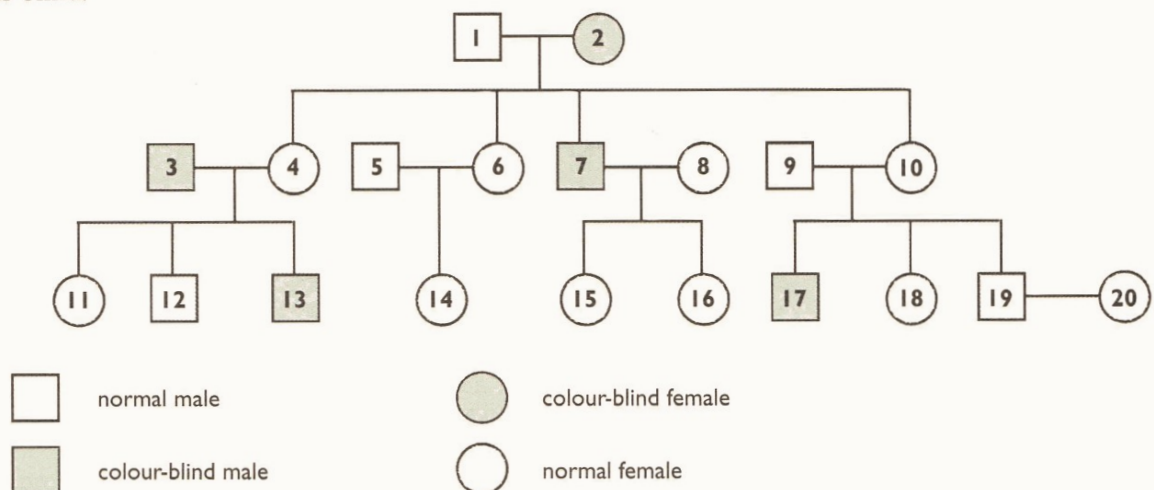 1 2
3 4 5 6 7 8 9 10
11 12 13 14 15 16 17 18 19 20
normal male colour-blind female
colour-blind male normal female